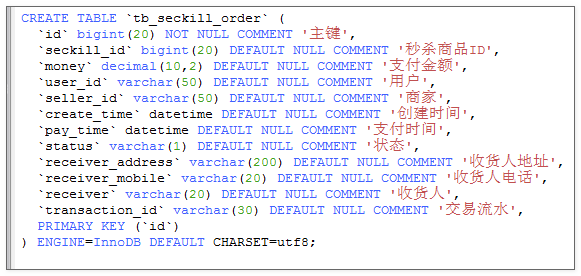 CREATE TABLE `tb_seckill_order` (
`id` bigint(20) NOT NULL COMMENT '主键',
`seckill_id` bigint(20) DEFAULT NULL COMMENT '秒杀商品ID',
`money` decimal(10,2) DEFAULT NULL COMMENT '支付金额',
`user_id` varchar(50) DEFAULT NULL COMMENT '用户',
`seller_id` varchar(50) DEFAULT NULL COMMENT '商家',
`create_time` datetime DEFAULT NULL COMMENT '创建时间',
`pay_time` datetime DEFAULT NULL COMMENT '支付时间',
`status` varchar(1) DEFAULT NULL COMMENT '状态',
`receiver_address` varchar(200) DEFAULT NULL COMMENT '收货人地址',
`receiver_mobile` varchar(20) DEFAULT NULL COMMENT '收货人电话',
`receiver` varchar(20) DEFAULT NULL COMMENT '收货人',
`transaction_id` varchar(30) DEFAULT NULL COMMENT '交易流水',
PRIMARY KEY (`id`)
) ENGINE=InnoDB DEFAULT CHARSET=utf8;